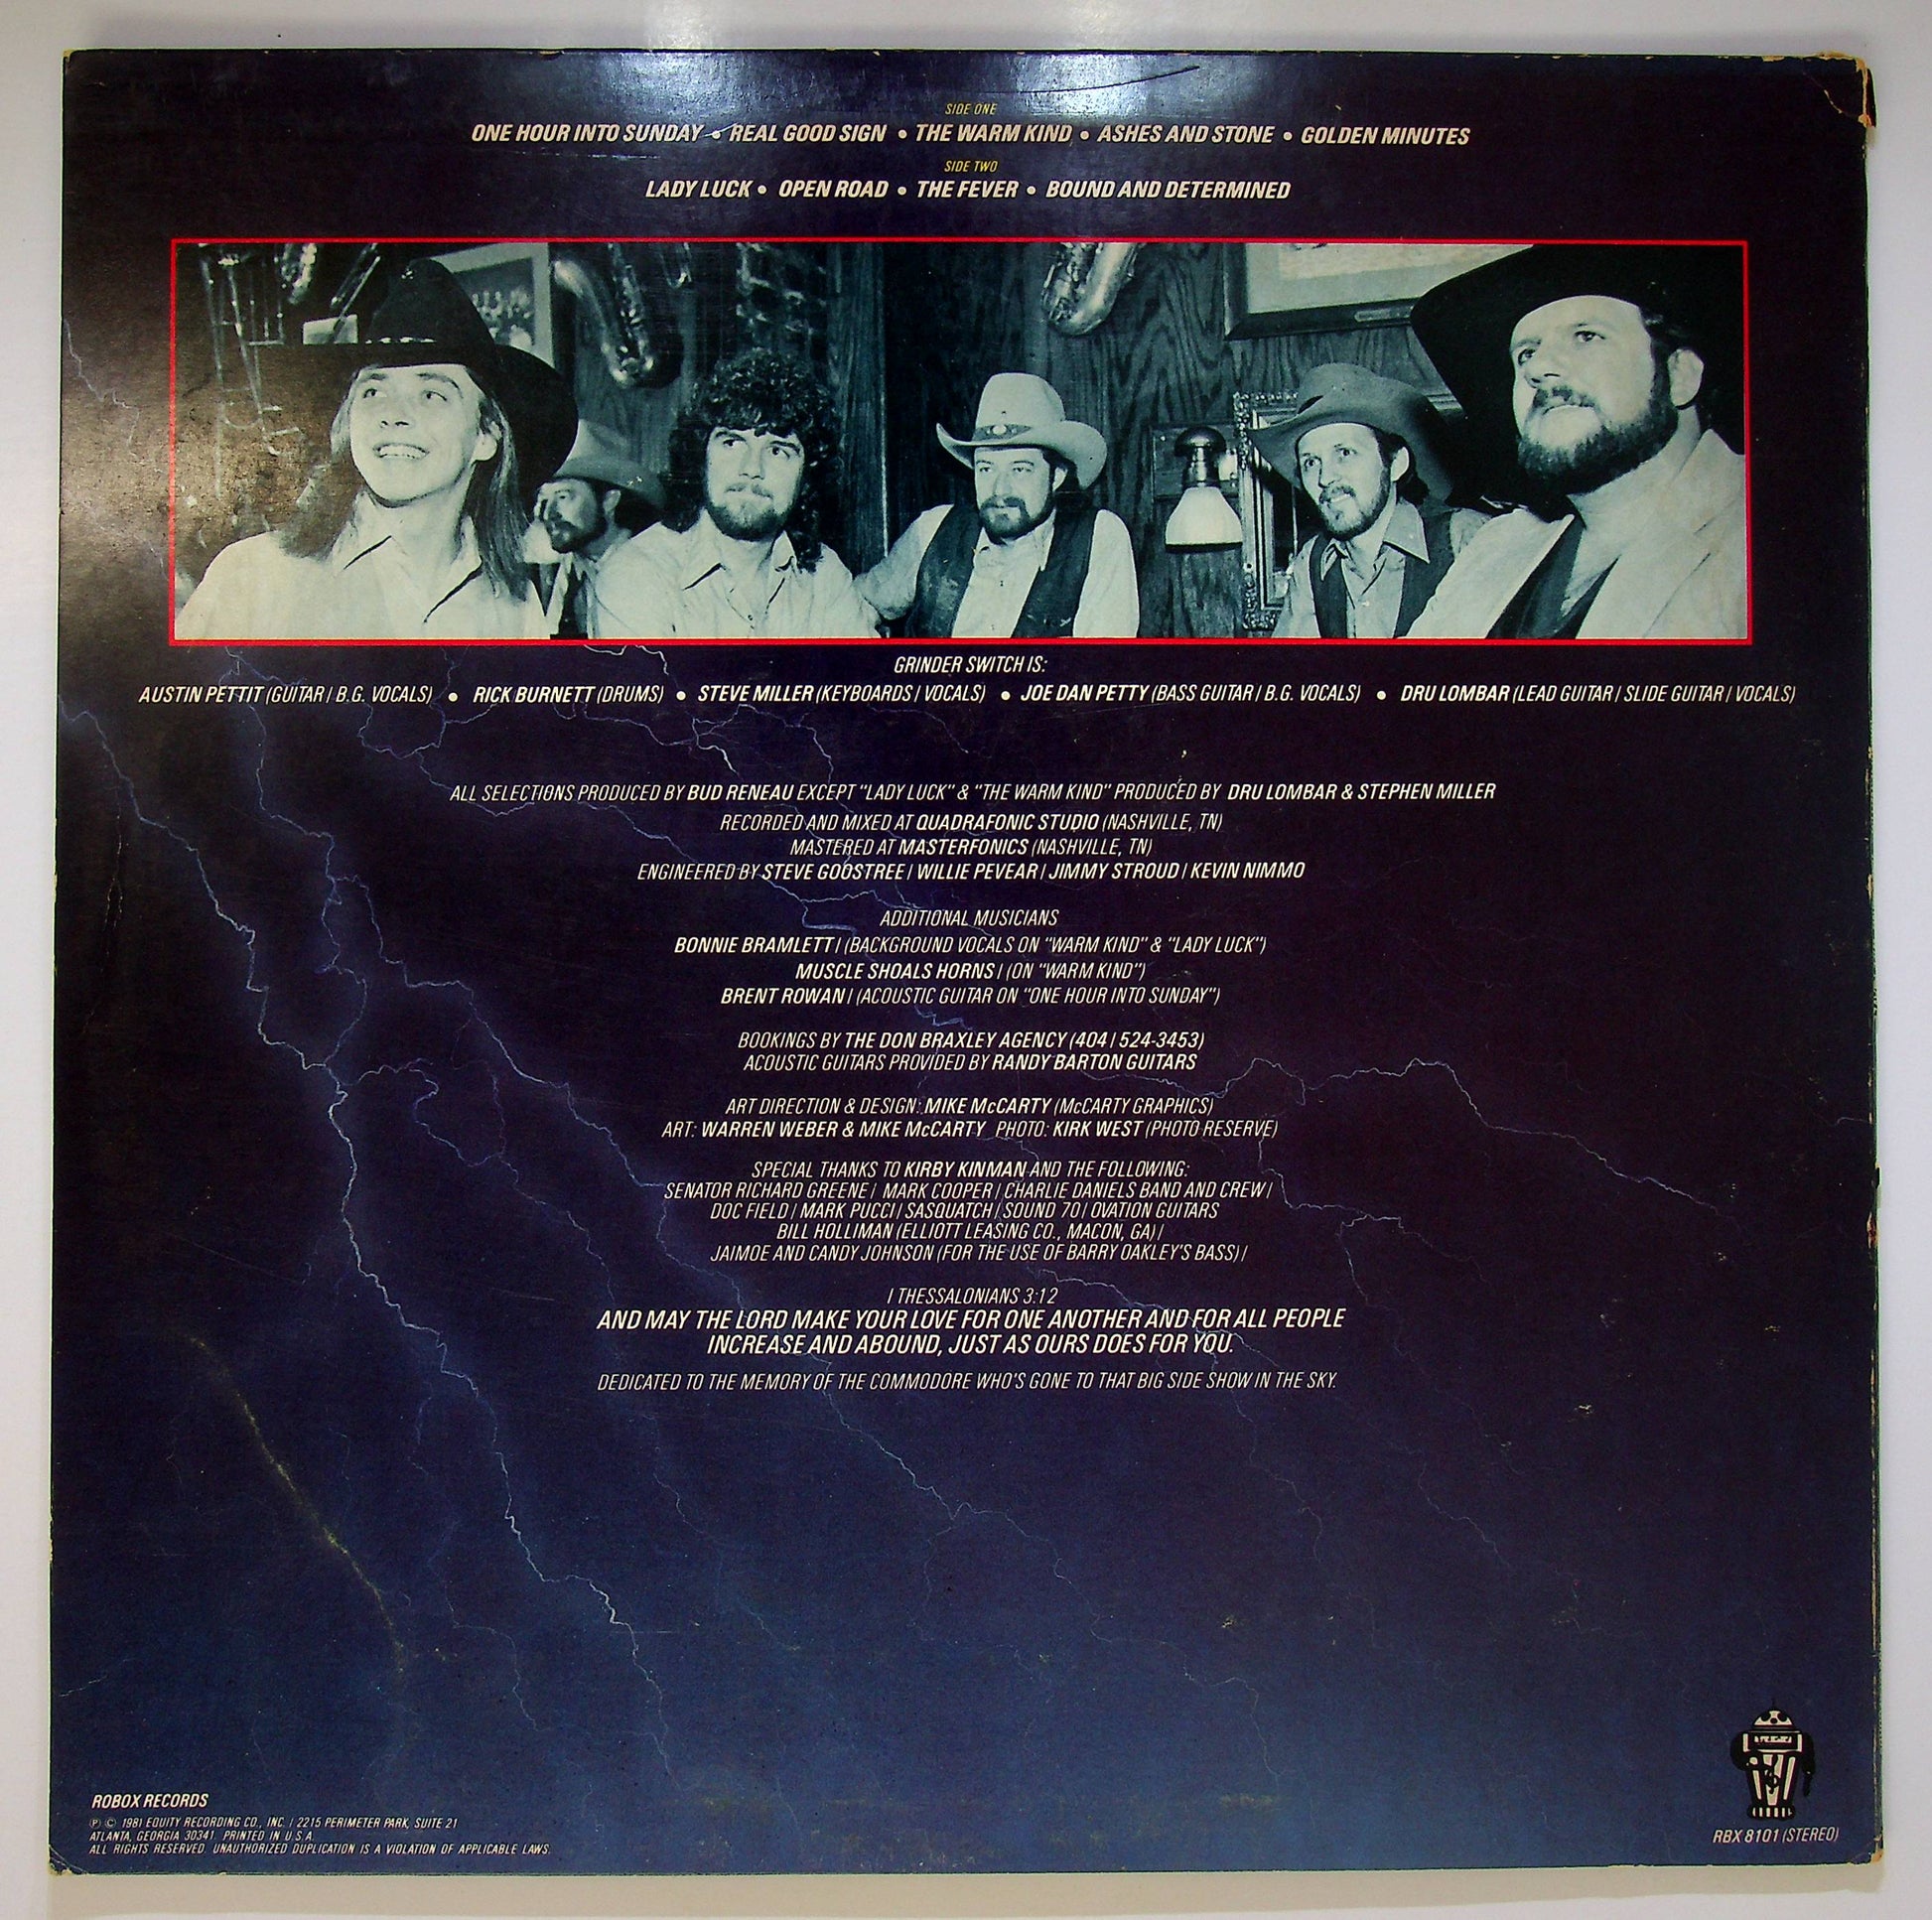 SIDE ONE
ONE HOUR INTO SUNDAY • REAL GOOD SIGN • THE WARM KIND • ASHES AND STONE • GOLDEN MINUTES
SIDE TWO
LADY LUCK • OPEN ROAD • THE FEVER • BOUND AND DETERMINED
GRINDER SWITCH IS:
AUSTIN PETTIT (GUITAR / B.G. VOCALS) • RICK BURNETT (DRUMS) • STEVE MILLER (KEYBOARDS / VOCALS) • JOE DAN PETTY (BASS GUITAR / B.G. VOCALS) • DRU LOMBAR (LEAD GUITAR / SLIDE GUITAR / VOCALS)
ALL SELECTIONS PRODUCED BY BUD RENEAU EXCEPT "LADY LUCK" & "THE WARM KIND" PRODUCED BY DRU LOMBAR & STEPHEN MILLER
RECORDED AND MIXED AT QUADRAFONIC STUDIO (NASHVILLE, TN)
MASTERED AT MASTERFONICS (NASHVILLE, TN)
ENGINEERED BY STEVE GOOSTREE / WILLIE PEVEAR / JIMMY STROUD / KEVIN NIMMO
ADDITIONAL MUSICIANS
BONNIE BRAMLETT / (BACKGROUND VOCALS ON "WARM KIND" & "LADY LUCK")
MUSCLE SHOALS HORNS / (ON "WARM KIND")
BRENT ROWAN / (ACOUSTIC GUITAR ON "ONE HOUR INTO SUNDAY")
BOOKINGS BY THE DON BRAXLEY AGENCY (404 / 524-3453)
ACOUSTIC GUITARS PROVIDED BY RANDY BARTON GUITARS
ART DIRECTION & DESIGN: MIKE McCARTY (McCARTY GRAPHICS)
ART: WARREN WEBER & MIKE McCARTY PHOTO: KIRK WEST (PHOTO RESERVE)
SPECIAL THANKS TO KIRBY KINMAN AND THE FOLLOWING:
SENATOR RICHARD GREENE / MARK COOPER / CHARLIE DANIELS BAND AND CREW /
DOC FIELD / MARK PUCCI / SASQUATCH / SOUND 70 / OVATION GUITARS
BILL HOLLIMAN (ELLIOTT LEASING CO., MACON, GA) /
JAIMOE AND CANDY JOHNSON (FOR THE USE OF BARRY OAKLEY'S BASS) /
I THESSALONIANS 3:12
AND MAY THE LORD MAKE YOUR LOVE FOR ONE ANOTHER AND FOR ALL PEOPLE
INCREASE AND ABOUND, JUST AS OURS DOES FOR YOU.
DEDICATED TO THE MEMORY OF THE COMMODORE WHO'S GONE TO THAT BIG SIDE SHOW IN THE SKY.
ROBOX RECORDS
℗ © 1981 EQUITY RECORDING CO., INC. / 2215 PERIMETER PARK, SUITE 21
ATLANTA, GEORGIA 30341. PRINTED IN U.S.A.
ALL RIGHTS RESERVED. UNAUTHORIZED DUPLICATION IS A VIOLATION OF APPLICABLE LAWS.
RBX 8101 (STEREO)